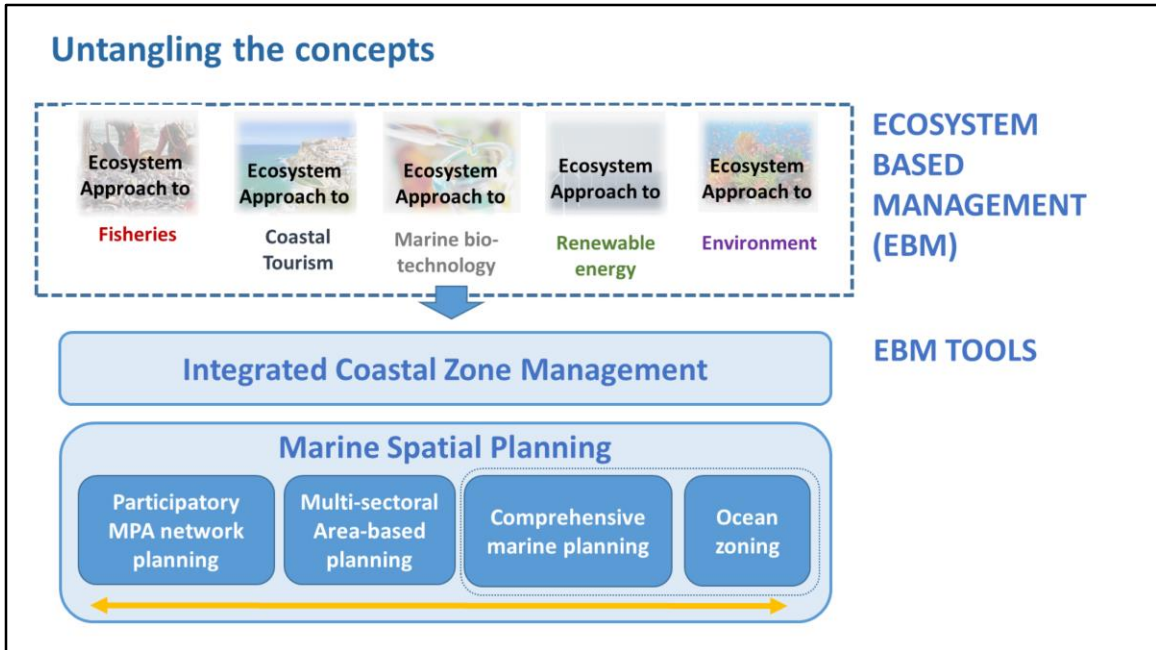 Untangling the concepts
Ecosystem
Approach to
Fisheries
Ecosystem
Approach to
Coastal
Tourism
Ecosystem
Approach to
Marine bio-
technology
Ecosystem
Approach to
Renewable
energy
Ecosystem
Approach to
Environment
ECOSYSTEM
BASED
MANAGEMENT
(EBM)
Integrated Coastal Zone Management
EBM TOOLS
Marine Spatial Planning
Participatory
MPA network
planning
Multi-sectoral
Area-based
planning
Comprehensive
marine planning
Ocean
zoning